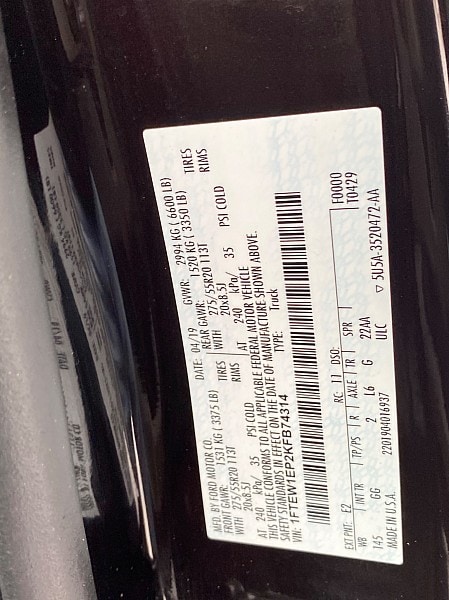 MFD. BY FORD MOTOR CO.
DATE: 04/19 GVWR: 2994 KG ( 6600 LB)
FRONT GAWR: 1531 KG ( 3375 LB) REAR GAWR: 1520 KG ( 3350 LB)
275/55R20 113T TIRES WITH 275/55R20 113T TIRES
20x8.5J RIMS 20x8.5J RIMS
AT 240 kPa/ 35 PSI COLD AT 240 kPa/ 35 PSI COLD
THIS VEHICLE CONFORMS TO ALL APPLICABLE FEDERAL MOTOR VEHICLE
SAFETY STANDARDS IN EFFECT ON THE DATE OF MANUFACTURE SHOWN ABOVE.
VIN: 1FTEW1EP2KFB74314 TYPE: Truck
EXT PNT: E2 RC: 11 DSO: F0000
WB INT TR TP/PS R AXLE TR SPR T0429
145 GG 2 L6 G 22AA
2201904016937 ULC
MADE IN U.S.A. ▽ 5U5A-3520472-AA